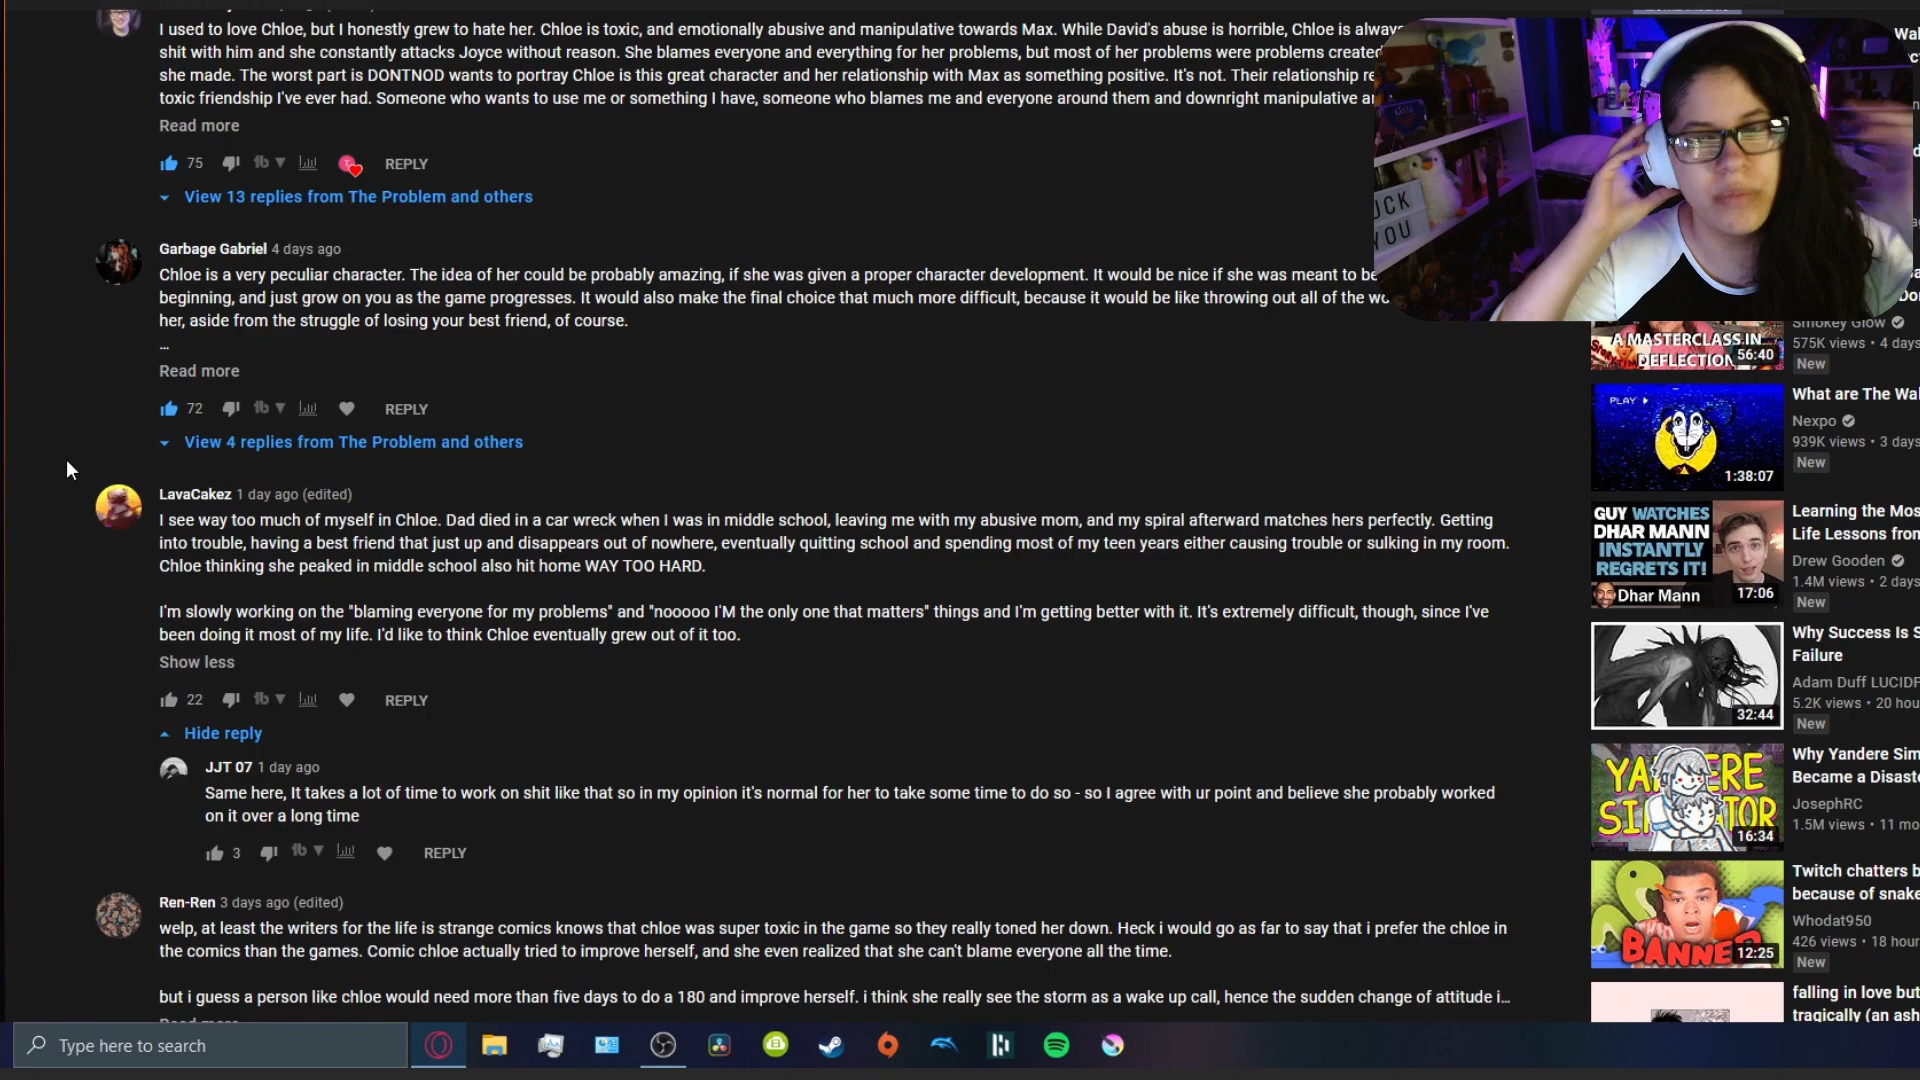 I used to love Chloe, but I honestly grew to hate her. Chloe is toxic, and emotionally abusive and manipulative towards Max. While David's abuse is horrible, Chloe is
shit with him and she constantly attacks Joyce without reason. She blames everyone and everything for her problems, but most of her problems were problems
she made. The worst part is DONTNOD wants to portray Chloe is this great character and her relationship with Max as something positive. It's not. Their relationship
toxic friendship I've ever had. Someone who wants to use me or something I have, someone who blames me and everyone around them and downright manipulative
Read more
75
REPLY
View 13 replies from The Problem and others
Garbage Gabriel 4 days ago
Chloe is a very peculiar character. The idea of her could be probably amazing, if she was given a proper character development. It would be nice if she was meant to
beginning, and just grow on you as the game progresses. It would also make the final choice that much more difficult, because it would be like throwing out all of the
her, aside from the struggle of losing your best friend, of course.
...
Read more
72
REPLY
View 4 replies from The Problem and others
LavaCakez 1 day ago (edited)
I see way too much of myself in Chloe. Dad died in a car wreck when I was in middle school, leaving me with my abusive mom, and my spiral afterward matches hers perfectly. Getting
into trouble, having a best friend that just up and disappears out of nowhere, eventually quitting school and spending most of my teen years either causing trouble or sulking in my room.
Chloe thinking she peaked in middle school also hit home WAY TOO HARD.
I'm slowly working on the "blaming everyone for my problems" and "nooooo I'M the only one that matters" things and I'm getting better with it. It's extremely difficult, though, since I've
been doing it most of my life. I'd like to think Chloe eventually grew out of it too.
Show less
22
REPLY
Hide reply
JJT 07 1 day ago
Same here, It takes a lot of time to work on shit like that so in my opinion it's normal for her to take some time to do so - so I agree with ur point and believe she probably worked
on it over a long time
3
REPLY
Ren-Ren 3 days ago (edited)
welp, at least the writers for the life is strange comics knows that chloe was super toxic in the game so they really toned her down. Heck i would go as far to say that i prefer the chloe in
the comics than the games. Comic chloe actually tried to improve herself, and she even realized that she can't blame everyone all the time.
but i guess a person like chloe would need more than five days to do a 180 and improve herself. i think she really see the storm as a wake up call, hence the sudden change of attitude i...
Read more
YOU
Smokey Glow
575K views • 4 days
New
A MASTERCLASS IN
DEFLECTION
56:40
What are The
Nexpo
939K views • 3 days
New
PLAY
1:38:07
GUY WATCHES
DHAR MANN
INSTANTLY
REGRETS IT!
Dhar Mann
17:06
Learning the
Life Lessons from
Drew Gooden
1.4M views • 2 days
New
32:44
Why Success Is
Failure
Adam Duff
5.2K views • 20
New
16:34
Why Yandere
Became a
JosephRC
1.5M views • 11
BANNED
12:25
Twitch chatters
because of
Whodat950
426 views • 18
New
falling in love but
tragically (an
Type here to search